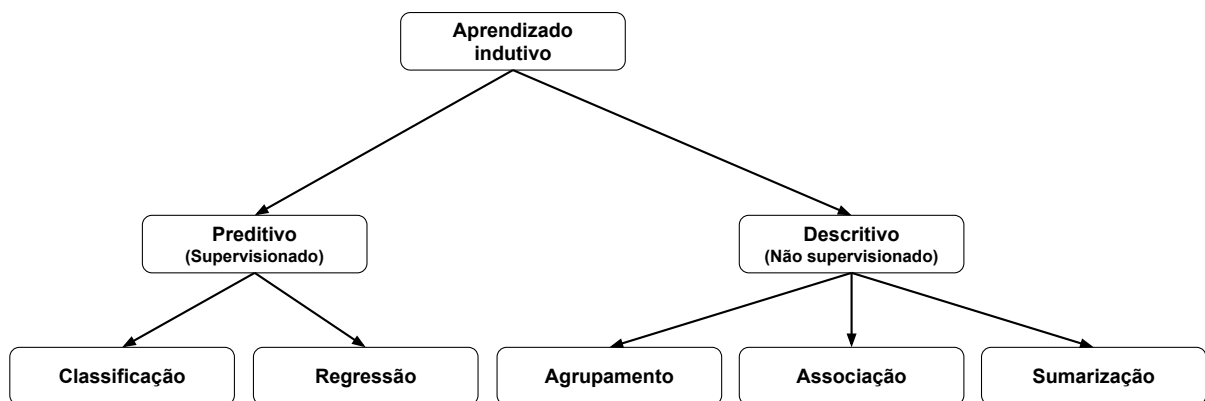 Aprendizado
indutivo
Preditivo
(Supervisionado)
Descritivo
(Não supervisionado)
Classificação
Regressão
Agrupamento
Associação
Sumarização